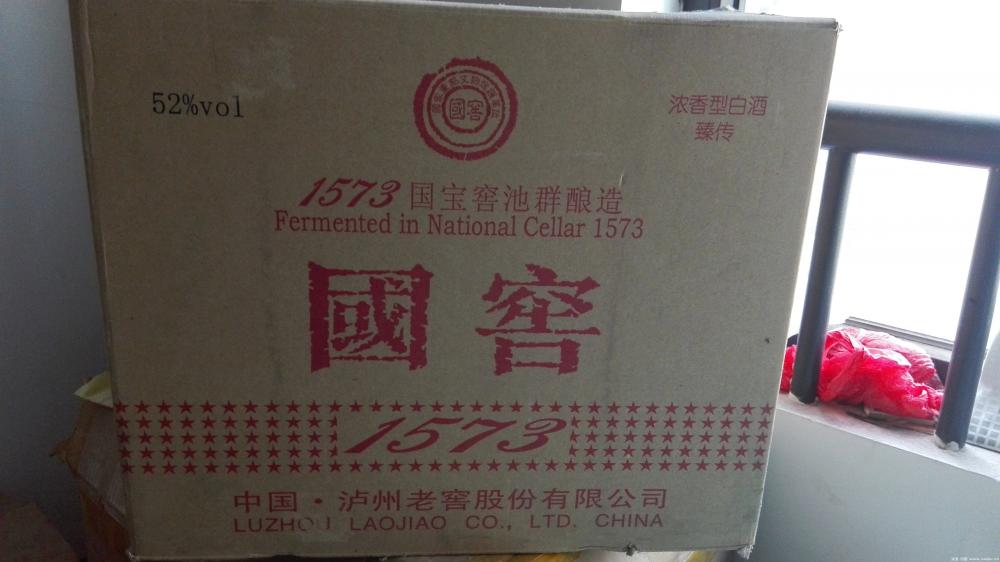 52%vol
國窖
浓香型白酒
臻传
1573 国宝窖池群酿造
Fermented in National Cellar 1573
國窖
1573
中国·泸州老窖股份有限公司
LUZHOU LAOJIAO CO., LTD. CHINA